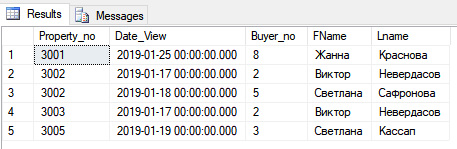 Results Messages
Property_no Date_View Buyer_no FName Lname
1 3001 2019-01-25 00:00:00.000 8 Жанна Краснова
2 3002 2019-01-17 00:00:00.000 2 Виктор Невердасов
3 3002 2019-01-18 00:00:00.000 5 Светлана Сафронова
4 3003 2019-01-17 00:00:00.000 2 Виктор Невердасов
5 3005 2019-01-19 00:00:00.000 3 Светлана Кассап